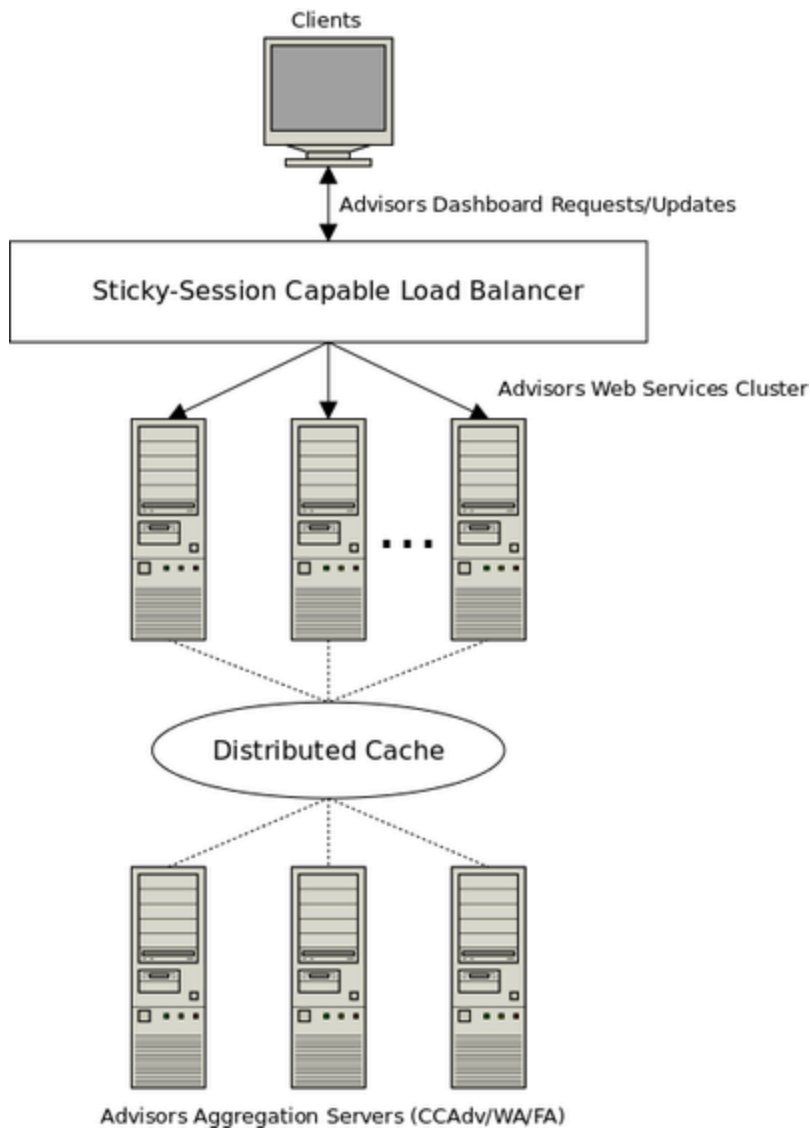 Clients
Advisors Dashboard Requests/Updates
Sticky-Session Capable Load Balancer
Advisors Web Services Cluster
...
Distributed Cache
Advisors Aggregation Servers (CCAdv/WA/FA)